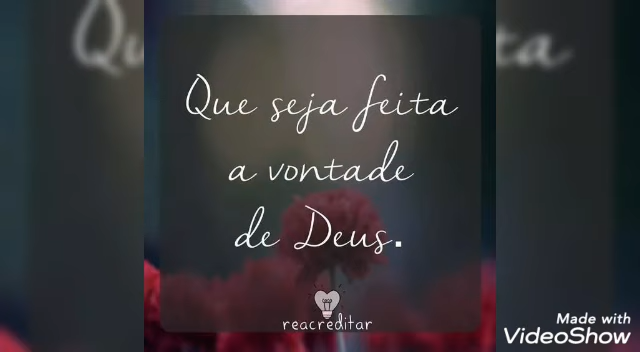 Que seja feita
a vontade
de Deus.
reacreditar
Made with
VideoShow